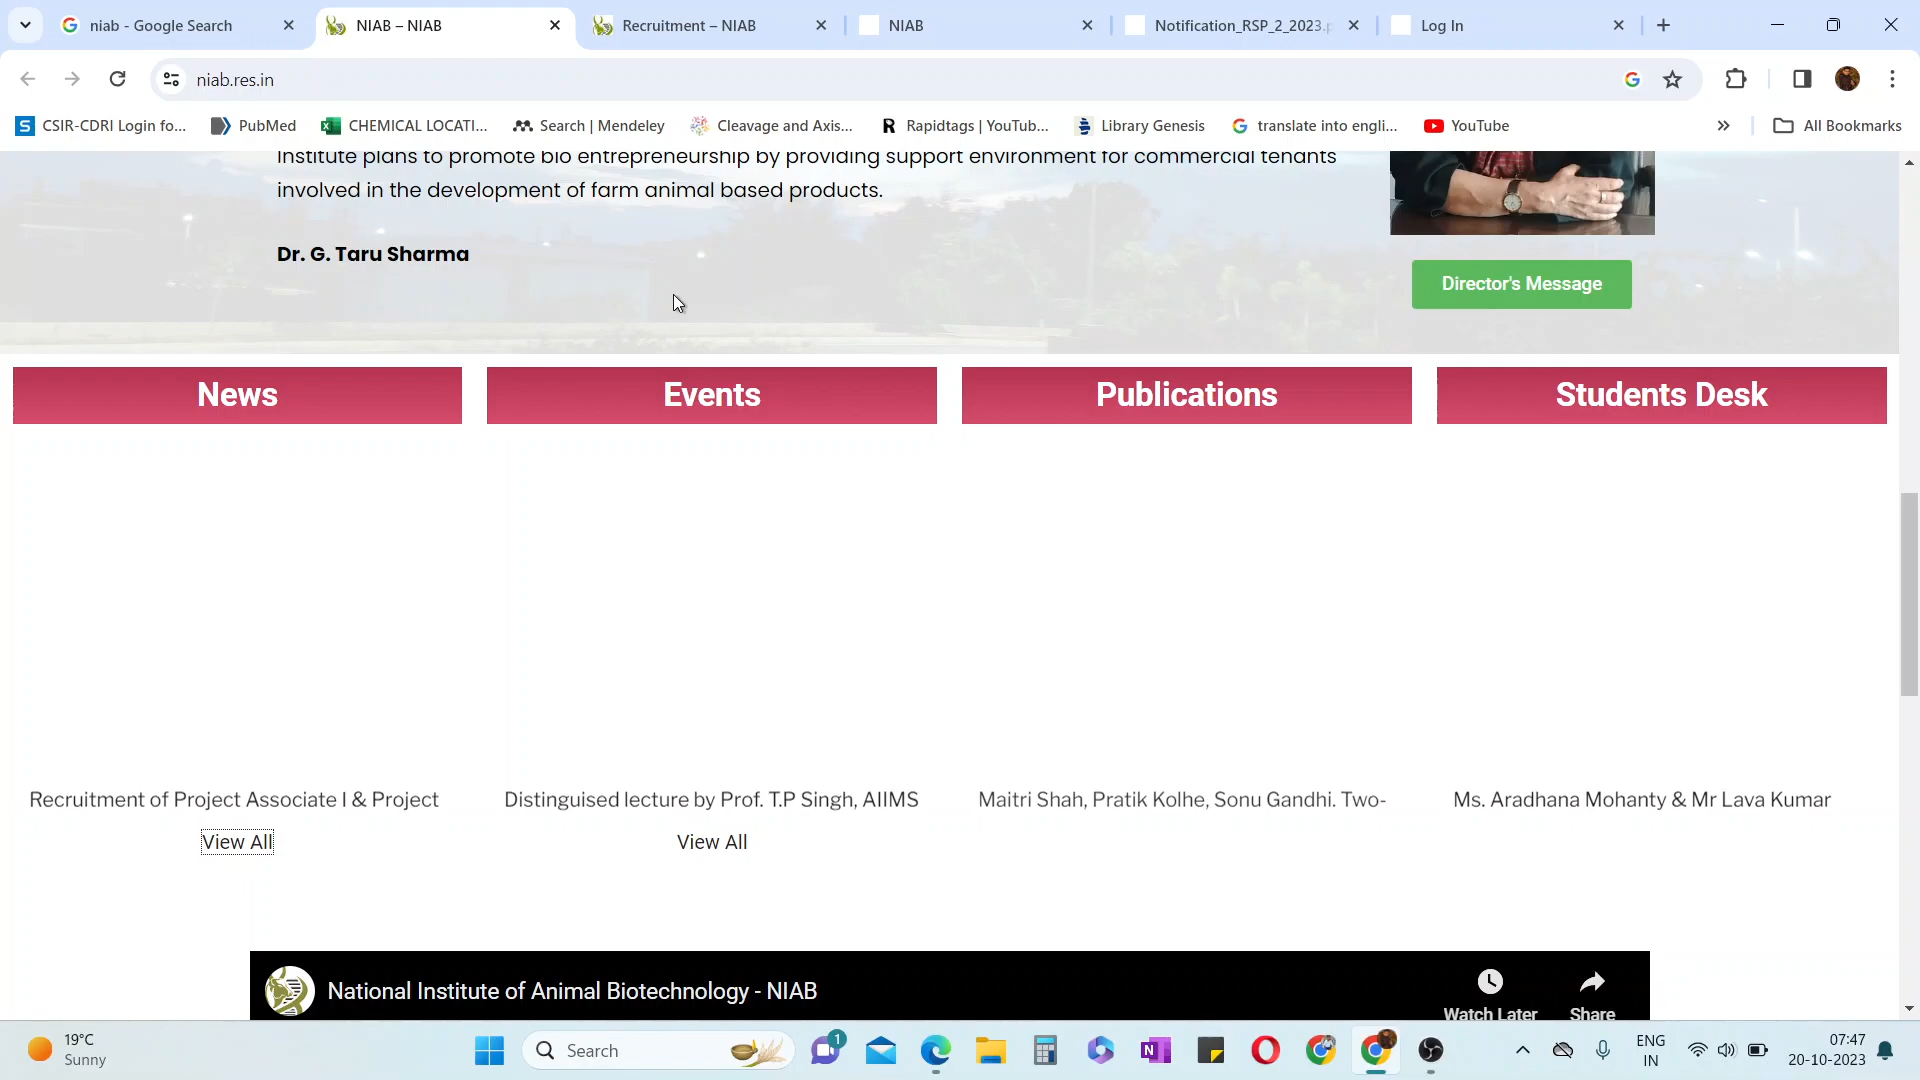 niab - Google Search
NIAB – NIAB
Recruitment – NIAB
NIAB
Notification_RSP_2_2023.p
Log In
niab.res.in
CSIR-CDRI Login fo...
PubMed
CHEMICAL LOCATI...
Search | Mendeley
Cleavage and Axis...
Rapidtags | YouTub...
Library Genesis
translate into engli...
YouTube
All Bookmarks
Institute plans to promote bio entrepreneurship by providing support environment for commercial tenants
involved in the development of farm animal based products.
Dr. G. Taru Sharma
Director's Message
News
Events
Publications
Students Desk
Recruitment of Project Associate I & Project
Distinguised lecture by Prof. T.P Singh, AIIMS
Maitri Shah, Pratik Kolhe, Sonu Gandhi. Two-
Ms. Aradhana Mohanty & Mr Lava Kumar
View All
View All
National Institute of Animal Biotechnology - NIAB
Watch Later
Share
19°C
Sunny
Search
1
ENG
IN
07:47
20-10-2023